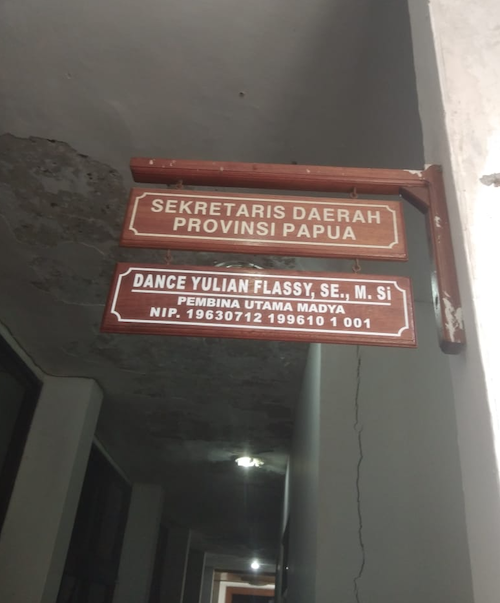 SEKRETARIS DAERAH
PROVINSI PAPUA
DANCE YULIAN FLASSY, SE., M. Si
PEMBINA UTAMA MADYA
NIP. 19630712 199610 1 001